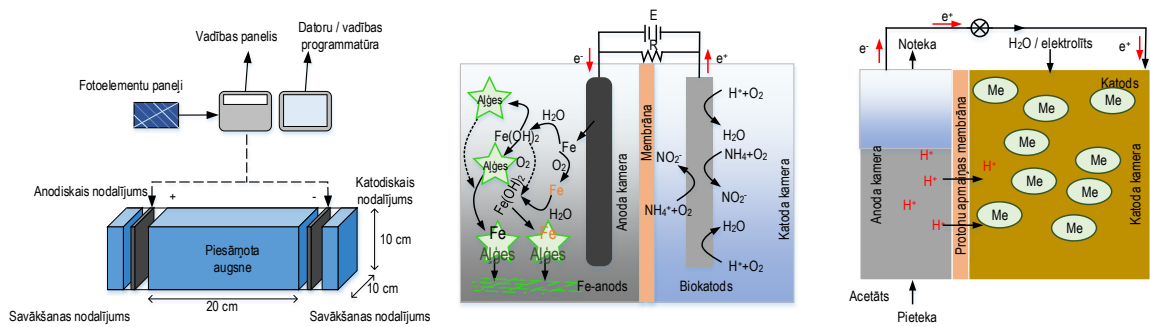 Datoru / vadības
programmatūra
Vadības panelis
Fotoelementu paneļi
Anodiskais nodalījums
+
-
Katodiskais
nodalījums
Piesārņota
augsne
10 cm
10 cm
20 cm
Savākšanas nodalījums
Savākšanas nodalījums
E
R
e-
e+
Aļģes
Fe(OH)2
H2O
Fe
Aļģes
O2
O2
Fe(OH)2
Fe
H2O
Fe
Aļģes
Fe
Aļģes
Fe-anods
Anoda kamera
Membrāna
H++O2
H2O
NO2-
NH4+O2
NH4++O2
NO2-
H2O
H++O2
Biokatods
Katoda kamera
e+
e-
Noteka
H2O / elektrolīts
e+
Katods
Me
Me
Me
Me
Me
Me
Me
Me
H+
H+
H+
H+
H+
Anoda kamera
Protonu apmaiņas membrāna
Katoda kamera
Acetāts
Pieteka